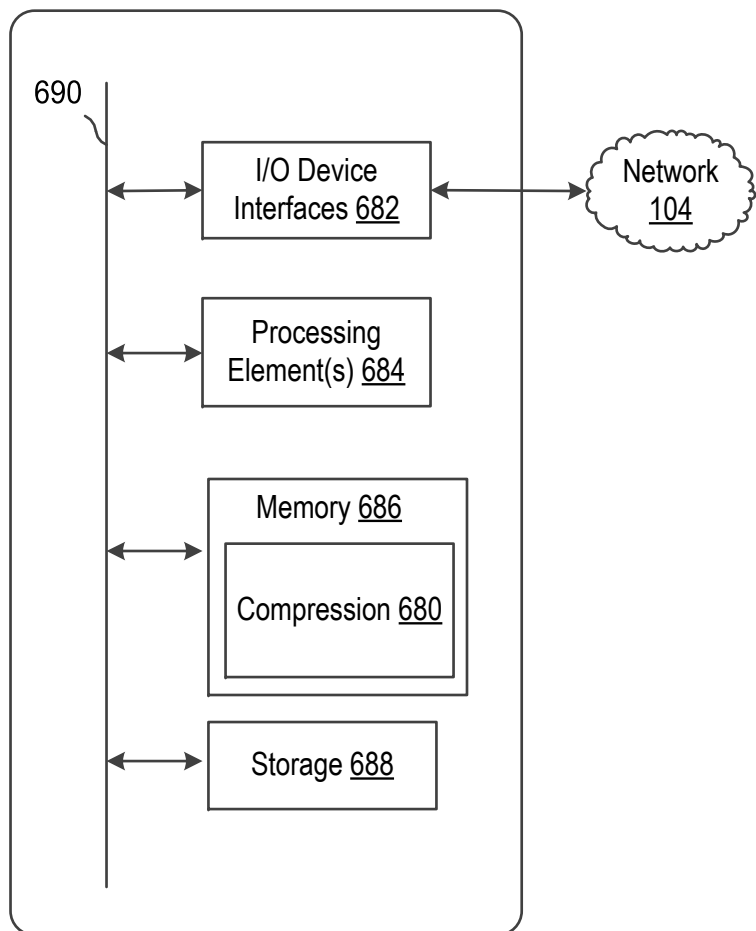 690
I/O Device
Interfaces 682
Network
104
Processing
Element(s) 684
Memory 686
Compression 680
Storage 688